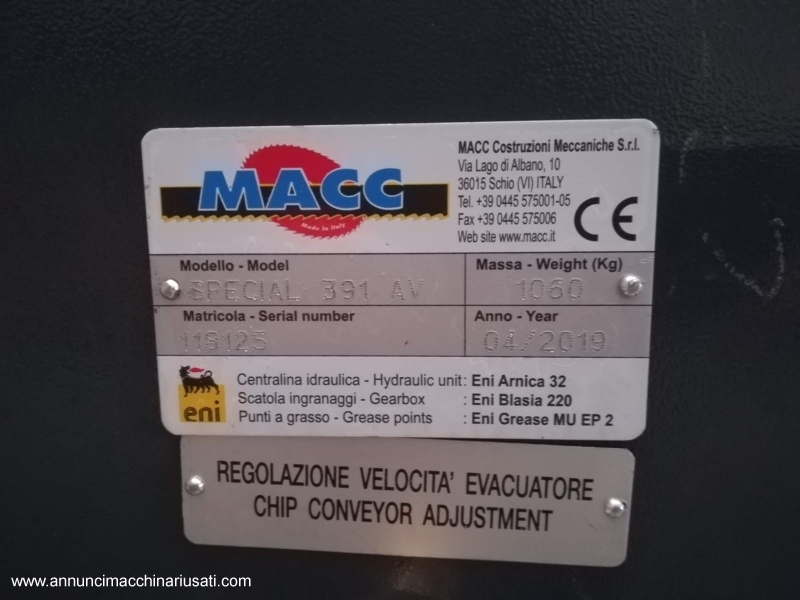 MACC
Made in Italy
MACC Costruzioni Meccaniche S.r.l.
Via Lago di Albano, 10
36015 Schio (VI) ITALY
Tel. +39 0445 575001-05
Fax +39 0445 575006
Web site www.macc.it
CE
Modello - Model
SPECIAL 391 AV
Massa - Weight (Kg)
1060
Matricola - Serial number
Anno - Year
04/2019
eni
Centralina idraulica - Hydraulic unit: Eni Arnica 32
Scatola ingranaggi - Gearbox : Eni Blasia 220
Punti a grasso - Grease points : Eni Grease MU EP 2
REGOLAZIONE VELOCITA' EVACUATORE
CHIP CONVEYOR ADJUSTMENT
www.annuncimacchinariusati.com